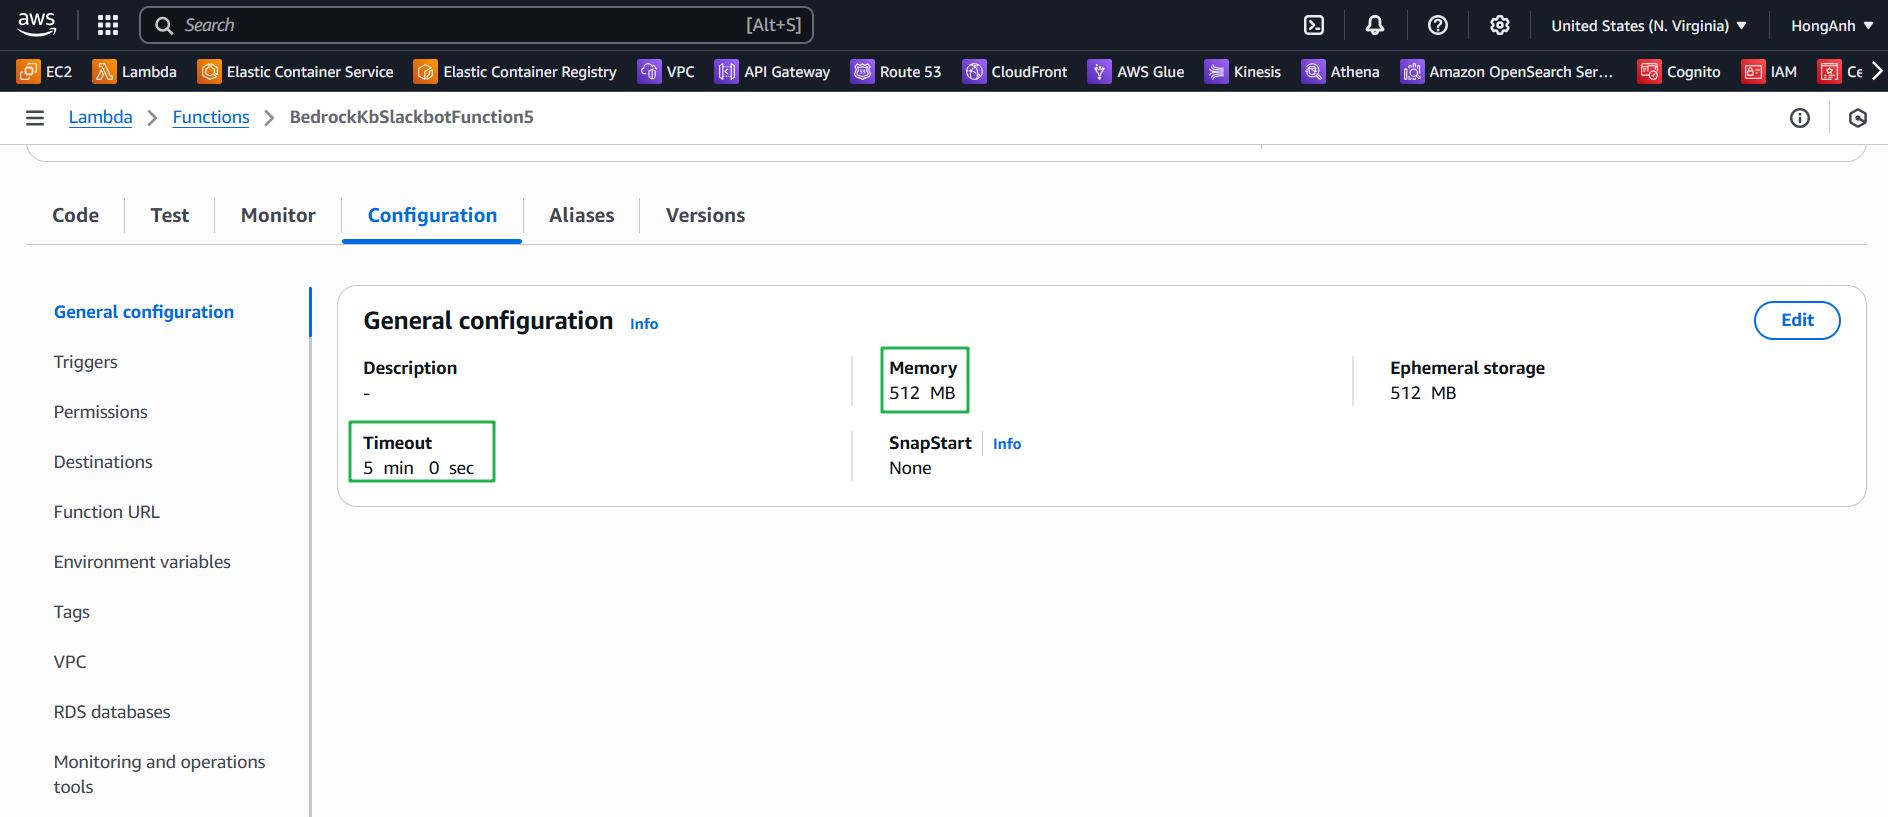 aws
Search [Alt+S] United States (N. Virginia) HongAnh
EC2 Lambda Elastic Container Service Elastic Container Registry VPC API Gateway Route 53 CloudFront AWS Glue Kinesis Athena Amazon OpenSearch Ser... Cognito IAM Ce
Lambda Functions BedrockKbSlackbotFunction5
Code Test Monitor Configuration Aliases Versions
General configuration
Triggers
Permissions
Destinations
Function URL
Environment variables
Tags
VPC
RDS databases
Monitoring and operations
tools
General configuration Info Edit
Description
-
Memory
512 MB
Ephemeral storage
512 MB
Timeout
5 min 0 sec
SnapStart Info
None